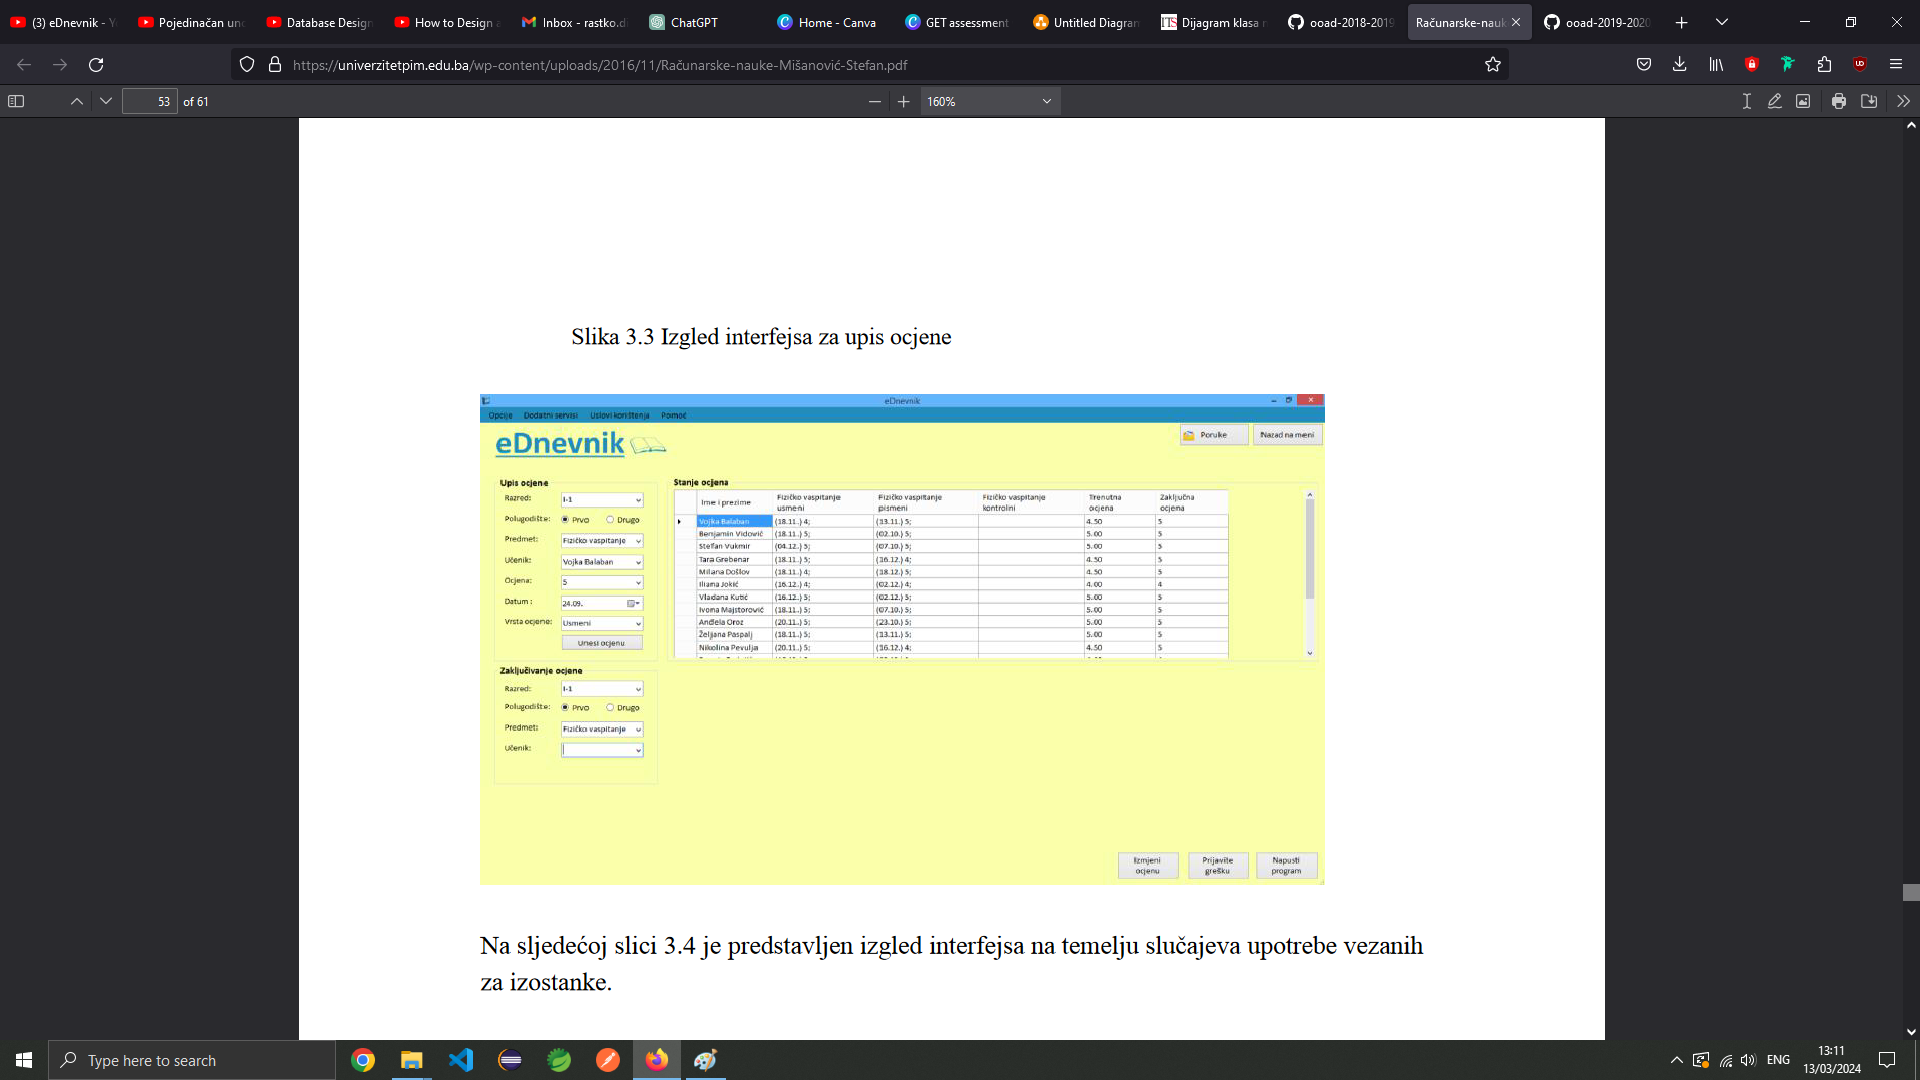 (3) eDnevnik - Y
Pojedinačan uno
Database Design
How to Design a
Inbox - rastko.d
ChatGPT
Home - Canva
GET assessment
Untitled Diagram
Dijagram klasa
ooad-2018-2019
Računarske-nauk
ooad-2019-2020
https://univerzitetpim.edu.ba/wp-content/uploads/2016/11/Računarske-nauke-Mišanović-Stefan.pdf
53 of 61
160%
Slika 3.3 Izgled interfejsa za upis ocjene
eDnevnik
Opcije Dodatni servisi Uslovi korištenja Pomoć
eDnevnik
Poruke Nazad na meni
Upis ocjene
Razred: I-1
Polugodište: Prvo Drugo
Predmet: Fizičko vaspitanje
Učenik: Vojka Balaban
Ocjena: 5
Datum : 24.09.
Vrsta ocjene: Usmeni
Unesi ocjenu
Zaključivanje ocjene
Razred: I-1
Polugodište: Prvo Drugo
Predmet: Fizičko vaspitanje
Učenik:
Stanje ocjena
Ime i prezime Fizičko vaspitanje usmeni Fizičko vaspitanje pismeni Fizičko vaspitanje kontrolni Trenutna ocjena Zaključna ocjena
Vojka Balaban (18.11.) 4; (13.11.) 5; 4.50 5
Benjamin Vidović (18.11.) 5; (02.10.) 5; 5.00 5
Stefan Vukmir (04.12.) 5; (07.10.) 5; 5.00 5
Tara Grebenar (18.11.) 5; (16.12.) 4; 4.50 5
Milana Došlov (18.11.) 4; (18.12.) 5; 4.50 5
Iliana Jokić (16.12.) 4; (02.12.) 4; 4.00 4
Vladana Kutić (16.12.) 5; (02.12.) 5; 5.00 5
Ivona Majstorović (18.11.) 5; (07.10.) 5; 5.00 5
Anđela Oroz (20.11.) 5; (23.10.) 5; 5.00 5
Željana Paspalj (18.11.) 5; (13.11.) 5; 5.00 5
Nikolina Pevulja (20.11.) 5; (16.12.) 4; 4.50 5
Izmjeni ocjenu
Prijavite grešku
Napusti program
Na sljedećoj slici 3.4 je predstavljen izgled interfejsa na temelju slučajeva upotrebe vezanih
za izostanke.
Type here to search
ENG
13:11
13/03/2024